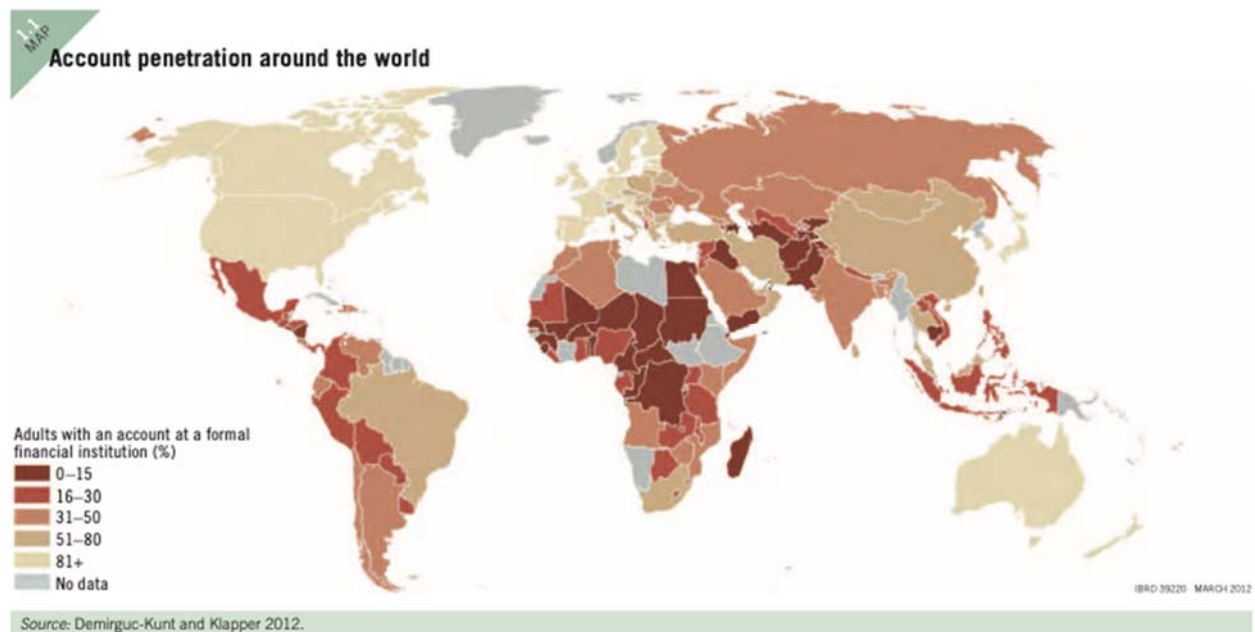 1.1
MAP
Account penetration around the world
Adults with an account at a formal
financial institution (%)
0–15
16–30
31–50
51–80
81+
No data
IBRD 39220 MARCH 2012
Source: Demirguc-Kunt and Klapper 2012.